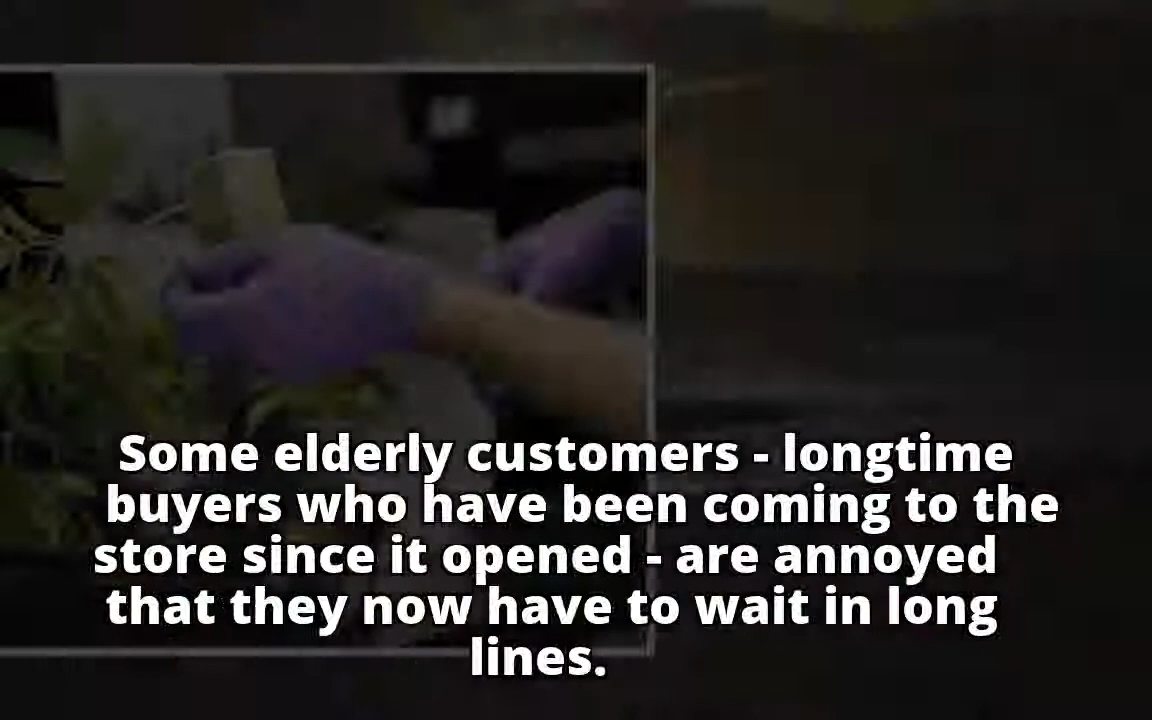 Some elderly customers - longtime
buyers who have been coming to the
store since it opened - are annoyed
that they now have to wait in long
lines.